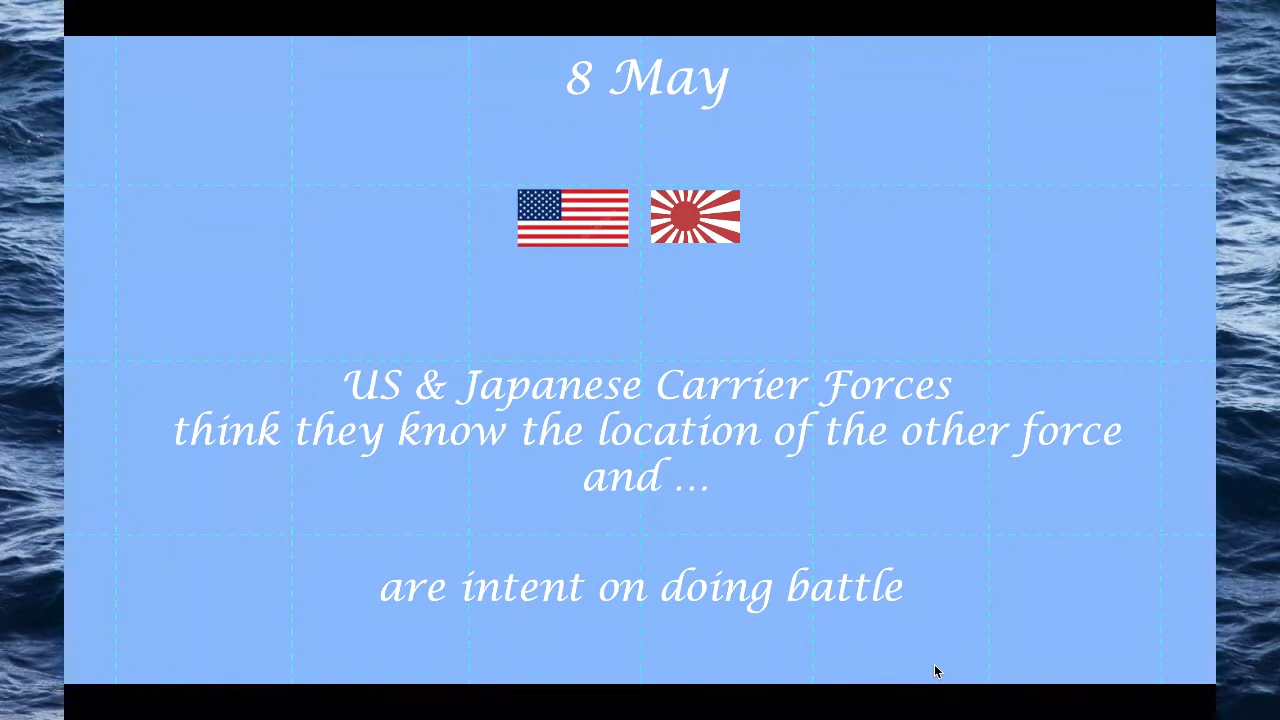 8 May
US & Japanese Carrier Forces
think they know the location of the other force
and ...
are intent on doing battle